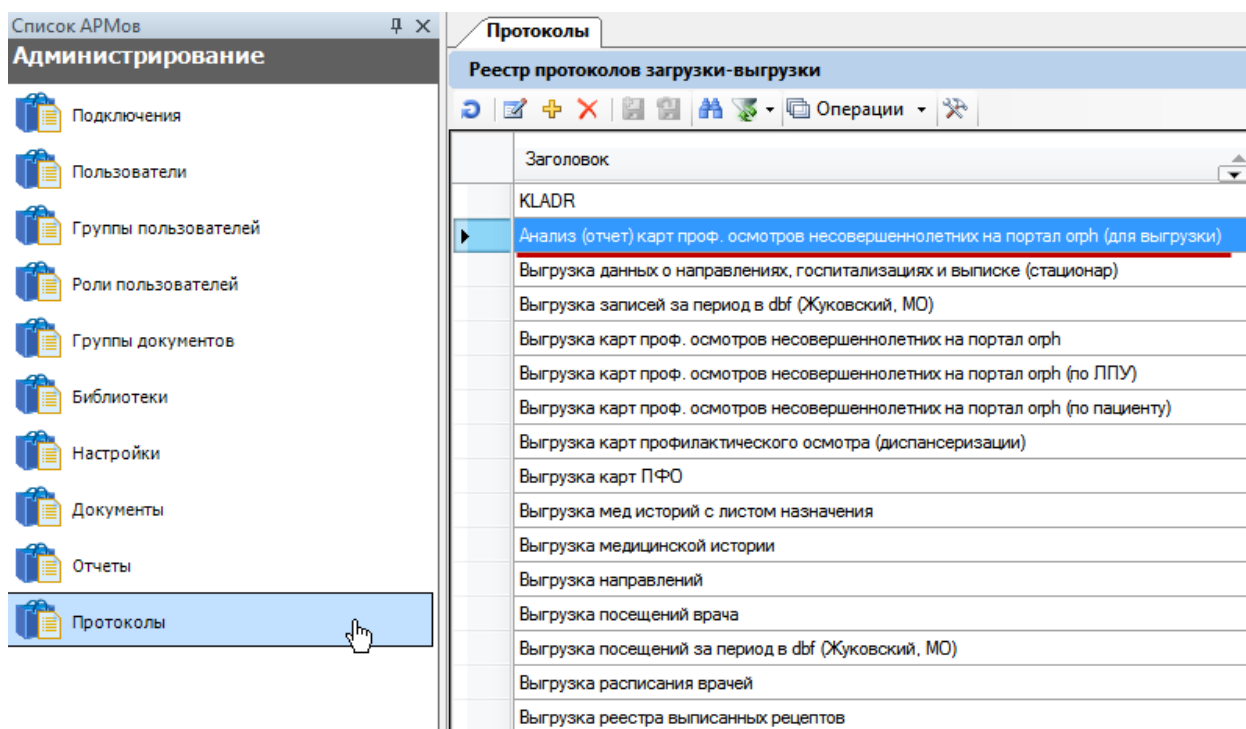 Список АРМов
Администрирование
Подключения
Пользователи
Группы пользователей
Роли пользователей
Группы документов
Библиотеки
Настройки
Документы
Отчеты
Протоколы
Протоколы
Реестр протоколов загрузки-выгрузки
Операции
Заголовок
KLADR
Анализ (отчет) карт проф. осмотров несовершеннолетних на портал orph (для выгрузки)
Выгрузка данных о направлениях, госпитализациях и выписке (стационар)
Выгрузка записей за период в dbf (Жуковский, МО)
Выгрузка карт проф. осмотров несовершеннолетних на портал orph
Выгрузка карт проф. осмотров несовершеннолетних на портал orph (по ЛПУ)
Выгрузка карт проф. осмотров несовершеннолетних на портал orph (по пациенту)
Выгрузка карт профилактического осмотра (диспансеризации)
Выгрузка карт ПФО
Выгрузка мед историй с листом назначения
Выгрузка медицинской истории
Выгрузка направлений
Выгрузка посещений врача
Выгрузка посещений за период в dbf (Жуковский, МО)
Выгрузка расписания врачей
Выгрузка реестра выписанных рецептов